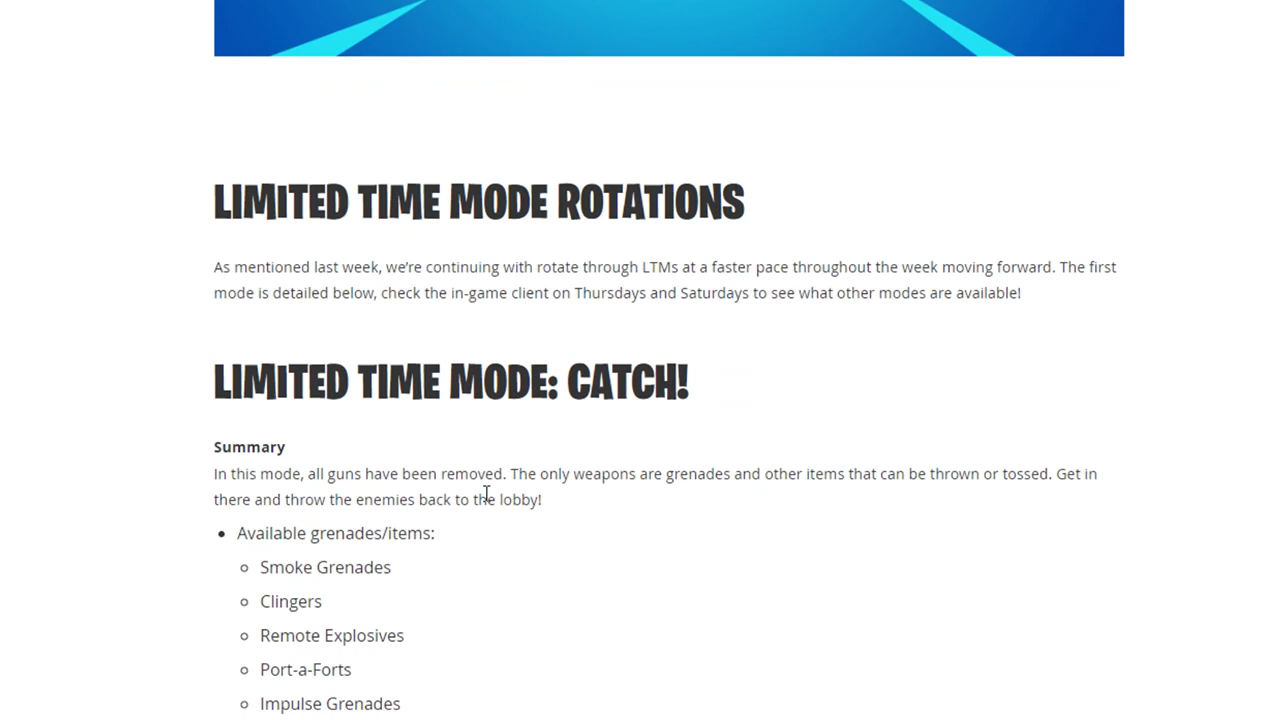 LIMITED TIME MODE ROTATIONS
As mentioned last week, we're continuing with rotate through LTMs at a faster pace throughout the week moving forward. The first
mode is detailed below, check the in-game client on Thursdays and Saturdays to see what other modes are available!
LIMITED TIME MODE: CATCH!
Summary
In this mode, all guns have been removed. The only weapons are grenades and other items that can be thrown or tossed. Get in
there and throw the enemies back to the lobby!
Available grenades/items:
Smoke Grenades
Clingers
Remote Explosives
Port-a-Forts
Impulse Grenades